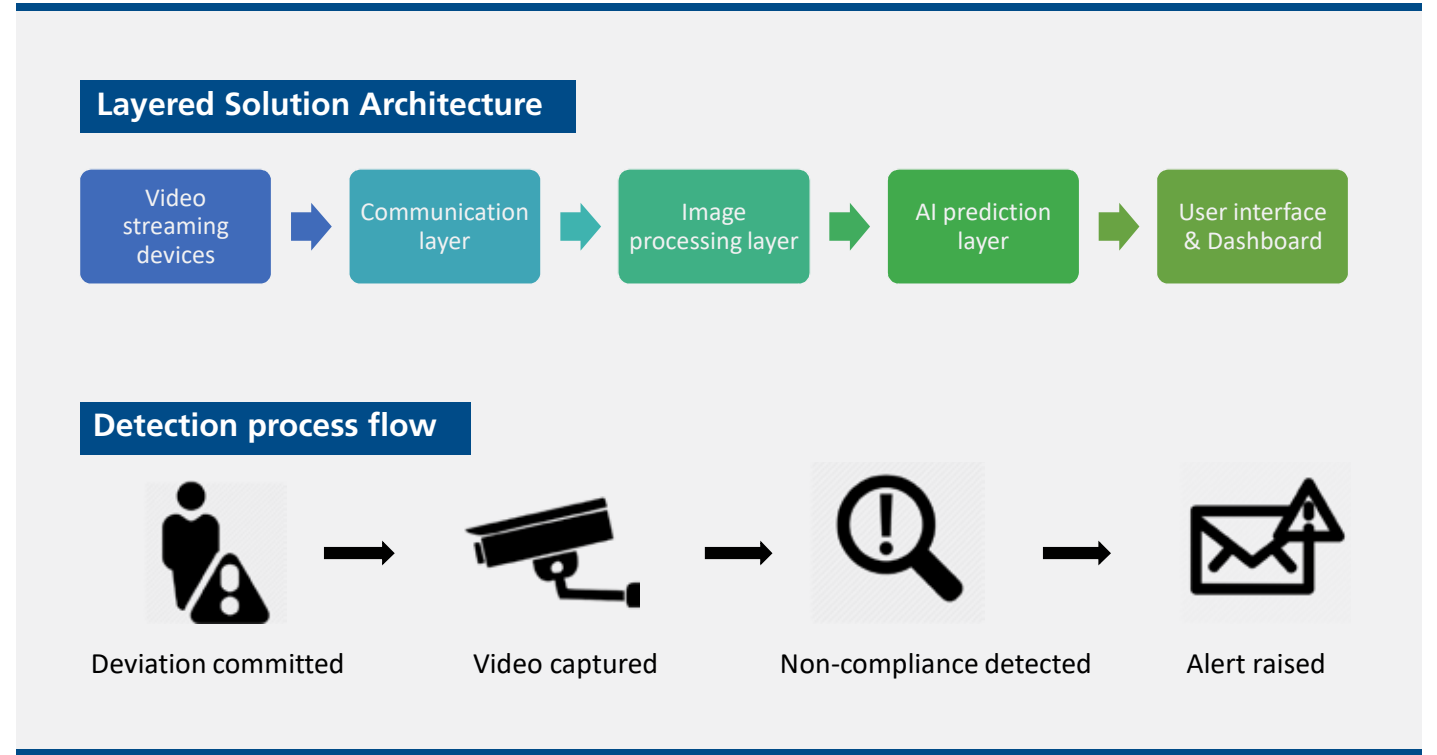 Layered Solution Architecture
Video
streaming
devices
Communication
layer
Image
processing layer
AI prediction
layer
User interface
& Dashboard
Detection process flow
Deviation committed
Video captured
Non-compliance detected
Alert raised